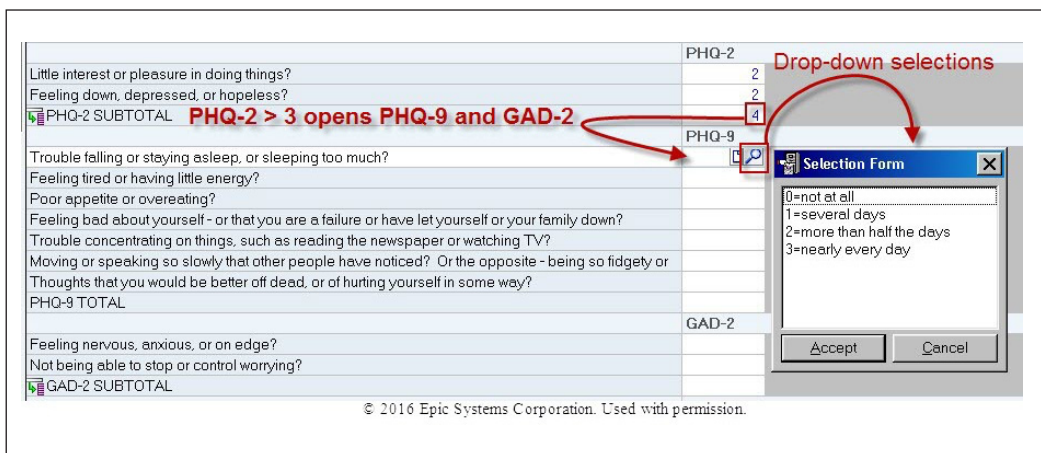 PHQ-2
Little interest or pleasure in doing things? 2
Drop-down selections
Feeling down, depressed, or hopeless? 2
PHQ-2 SUBTOTAL 4
PHQ-2 > 3 opens PHQ-9 and GAD-2
PHQ-9
Trouble falling or staying asleep, or sleeping too much?
Feeling tired or having little energy?
Poor appetite or overeating?
Feeling bad about yourself - or that you are a failure or have let yourself or your family down?
Trouble concentrating on things, such as reading the newspaper or watching TV?
Moving or speaking so slowly that other people have noticed? Or the opposite - being so fidgety or
Thoughts that you would be better off dead, or of hurting yourself in some way?
PHQ-9 TOTAL
GAD-2
Feeling nervous, anxious, or on edge?
Not being able to stop or control worrying?
GAD-2 SUBTOTAL
Selection Form
0=not at all
1=several days
2=more than half the days
3=nearly every day
Accept Cancel
© 2016 Epic Systems Corporation. Used with permission.